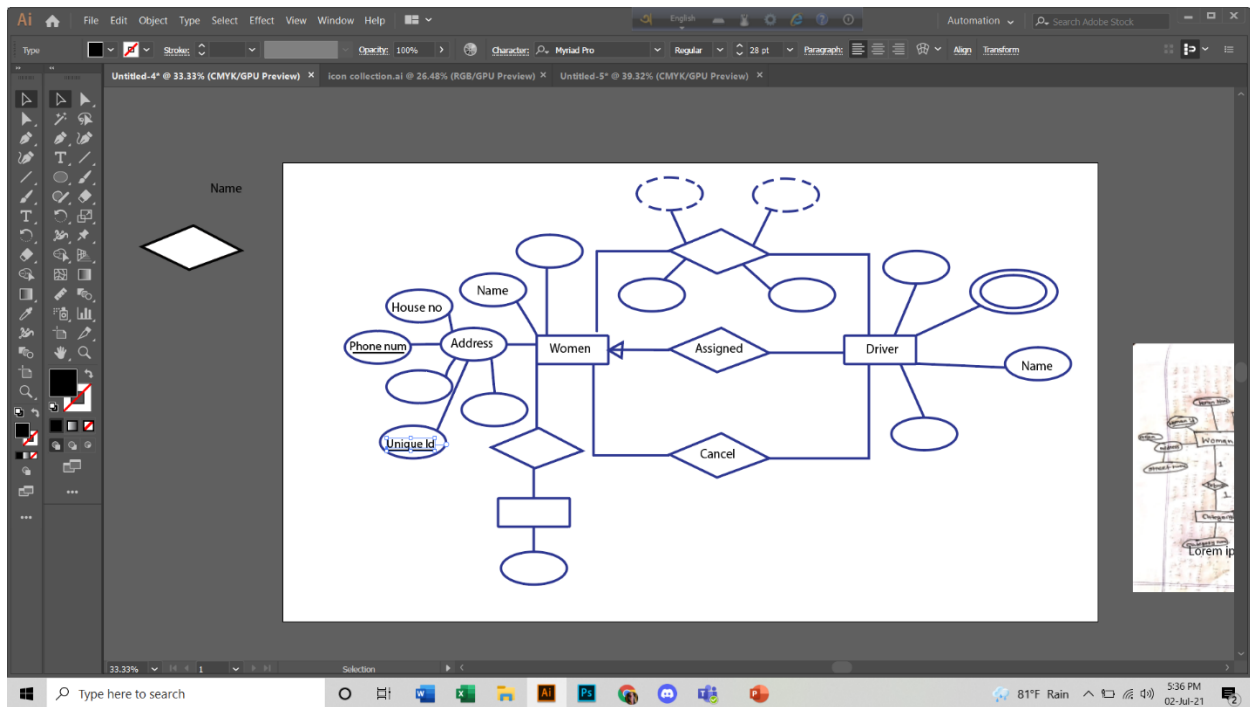 Ai File Edit Object Type Select Effect View Window Help English Automation Search Adobe Stock
Type Stroke: Opacity: 100% Character: Myriad Pro Regular 28 pt Paragraph: Align Transform
Untitled-4* @ 33.33% (CMYK/GPU Preview) × icon collection.ai @ 26.48% (RGB/GPU Preview) × Untitled-5* @ 39.32% (CMYK/GPU Preview) ×
Name
Name
House no
Phone num
Address
Women
Assigned
Driver
Name
Unique Id
Cancel
Woman
Category
Lorem ip
33.33% 1 Selection
Type here to search
81°F Rain
5:36 PM
02-Jul-21
2